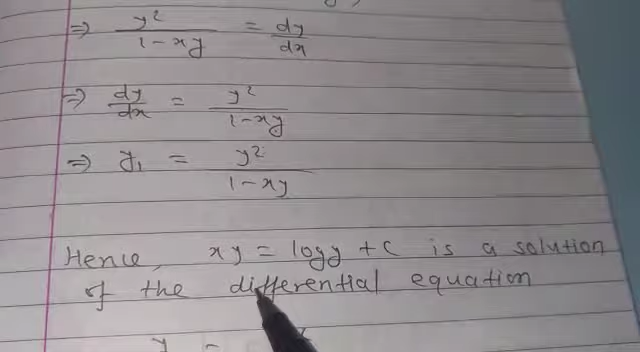 ⇒ y² / 1 - xy = dy/dx
⇒ dy/dx = y² / 1 - xy
⇒ y₁ = y² / 1 - xy
Hence, xy = logy + c is a solution
of the differential equation